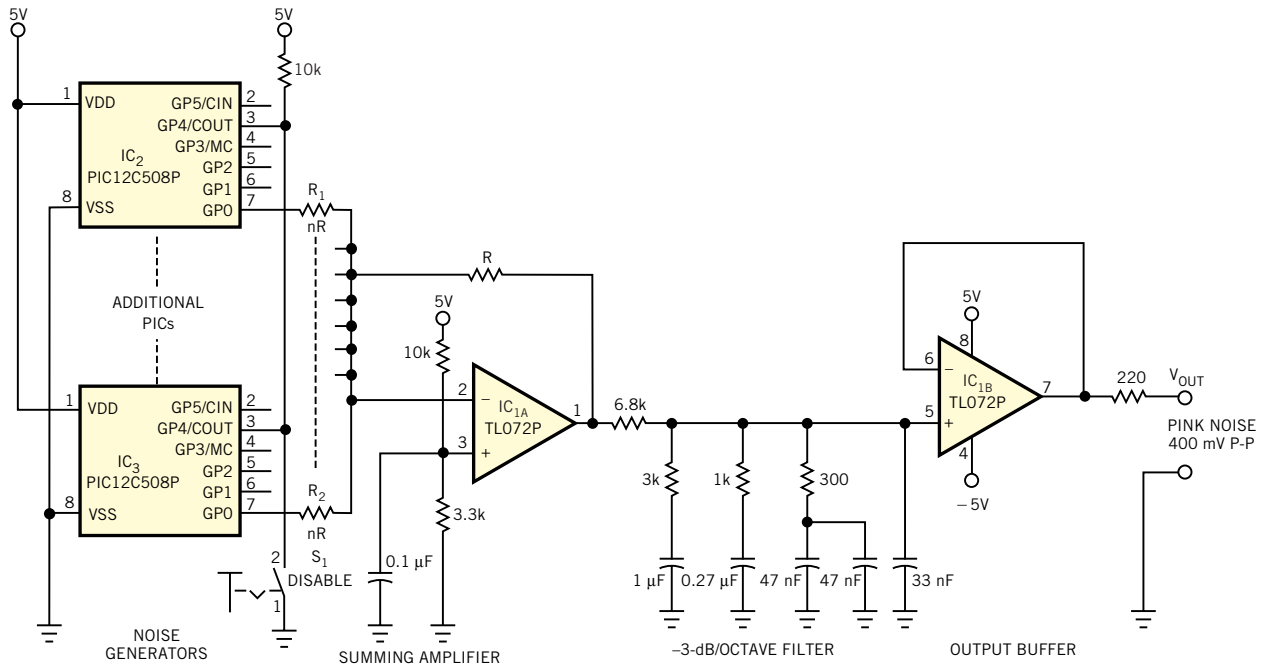 5V
5V
10k
1 VDD GP5/CIN 2
GP4/COUT 3
GP3/MC 4
IC2
PIC12C508P
GP2 5
GP1 6
8 VSS GP0 7
R1
nR
ADDITIONAL
PICs
R
5V
10k
1 VDD GP5/CIN 2
GP4/COUT 3
GP3/MC 4
IC3
PIC12C508P
GP2 5
GP1 6
8 VSS GP0 7
R2
nR
S1
DISABLE
2
1
NOISE
GENERATORS
2 −
IC1A
TL072P
1
3 +
3.3k
0.1 µF
SUMMING AMPLIFIER
6.8k
3k
1k
300
1 µF
0.27 µF
47 nF
47 nF
33 nF
−3-dB/OCTAVE FILTER
5V
8
6 −
IC1B
TL072P
7
5 +
4
−5V
220
VOUT
PINK NOISE
400 mV P-P
OUTPUT BUFFER